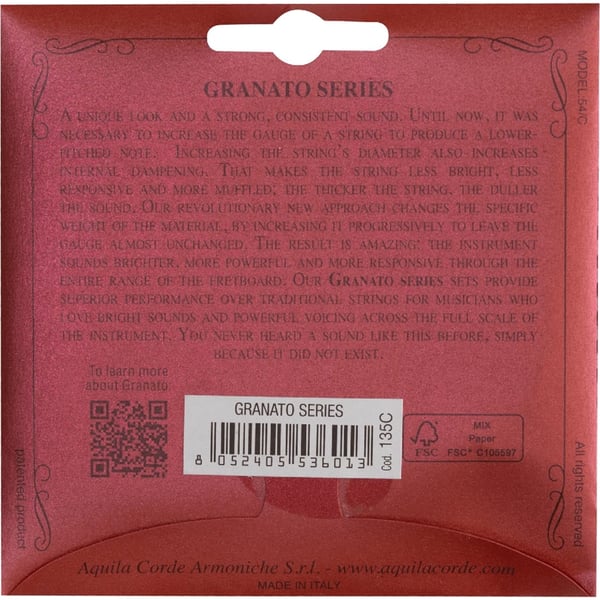 GRANATO SERIES
A UNIQUE LOOK AND A STRONG, CONSISTENT SOUND. UNTIL NOW, IT WAS
NECESSARY TO INCREASE THE GAUGE OF A STRING TO PRODUCE A LOWER-
PITCHED NOTE. INCREASING THE STRING'S DIAMETER ALSO INCREASES
INTERNAL DAMPENING. THAT MAKES THE STRING LESS BRIGHT, LESS
RESPONSIVE AND MORE MUFFLED; THE THICKER THE STRING, THE DULLER
THE SOUND. OUR REVOLUTIONARY NEW APPROACH CHANGES THE SPECIFIC
WEIGHT OF THE MATERIAL, BY INCREASING IT PROGRESSIVELY TO LEAVE THE
GAUGE ALMOST UNCHANGED. THE RESULT IS AMAZING! THE INSTRUMENT
SOUNDS BRIGHTER, MORE POWERFUL AND MORE RESPONSIVE THROUGH THE
ENTIRE RANGE OF THE FRETBOARD. OUR GRANATO SERIES SETS PROVIDE
SUPERIOR PERFORMANCE OVER TRADITIONAL STRINGS FOR MUSICIANS WHO
LOVE BRIGHT SOUNDS AND POWERFUL VOICING ACROSS THE FULL SCALE OF
THE INSTRUMENT. YOU NEVER HEARD A SOUND LIKE THIS BEFORE, SIMPLY
BECAUSE IT DID NOT EXIST.
MODEL 54/C
To learn more
about Granato
GRANATO SERIES
8 052405 536013
Cod. 135C
FSC
MIX
Paper
FSC® C105597
patented product
All rights reserved
Aquila Corde Armoniche S.r.l. - www.aquilacorde.com
MADE IN ITALY